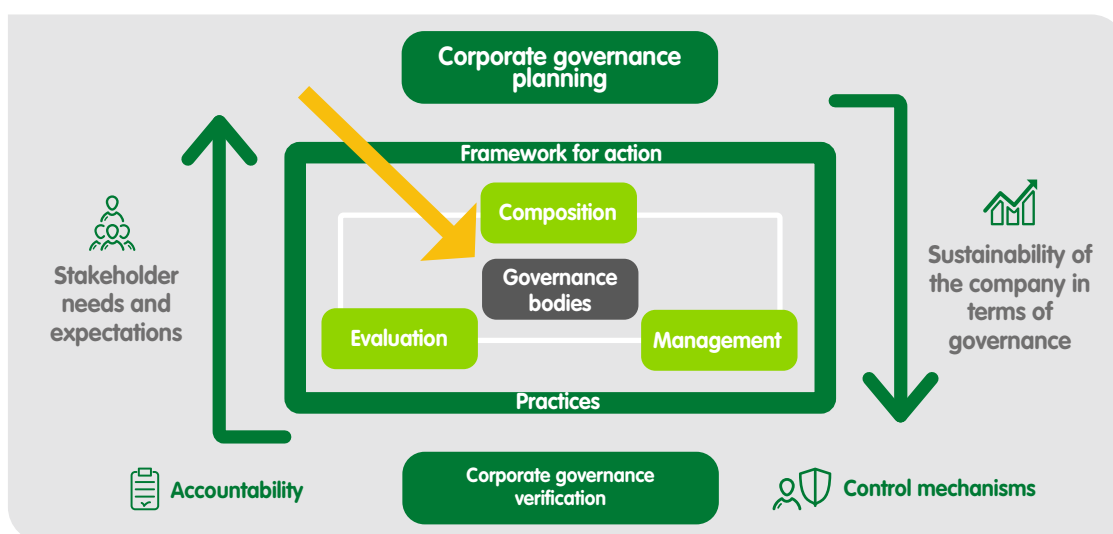 Corporate governance
planning
Framework for action
Composition
Governance
bodies
Evaluation
Management
Practices
Stakeholder
needs and
expectations
Sustainability of
the company in
terms of
governance
Accountability
Corporate governance
verification
Control mechanisms